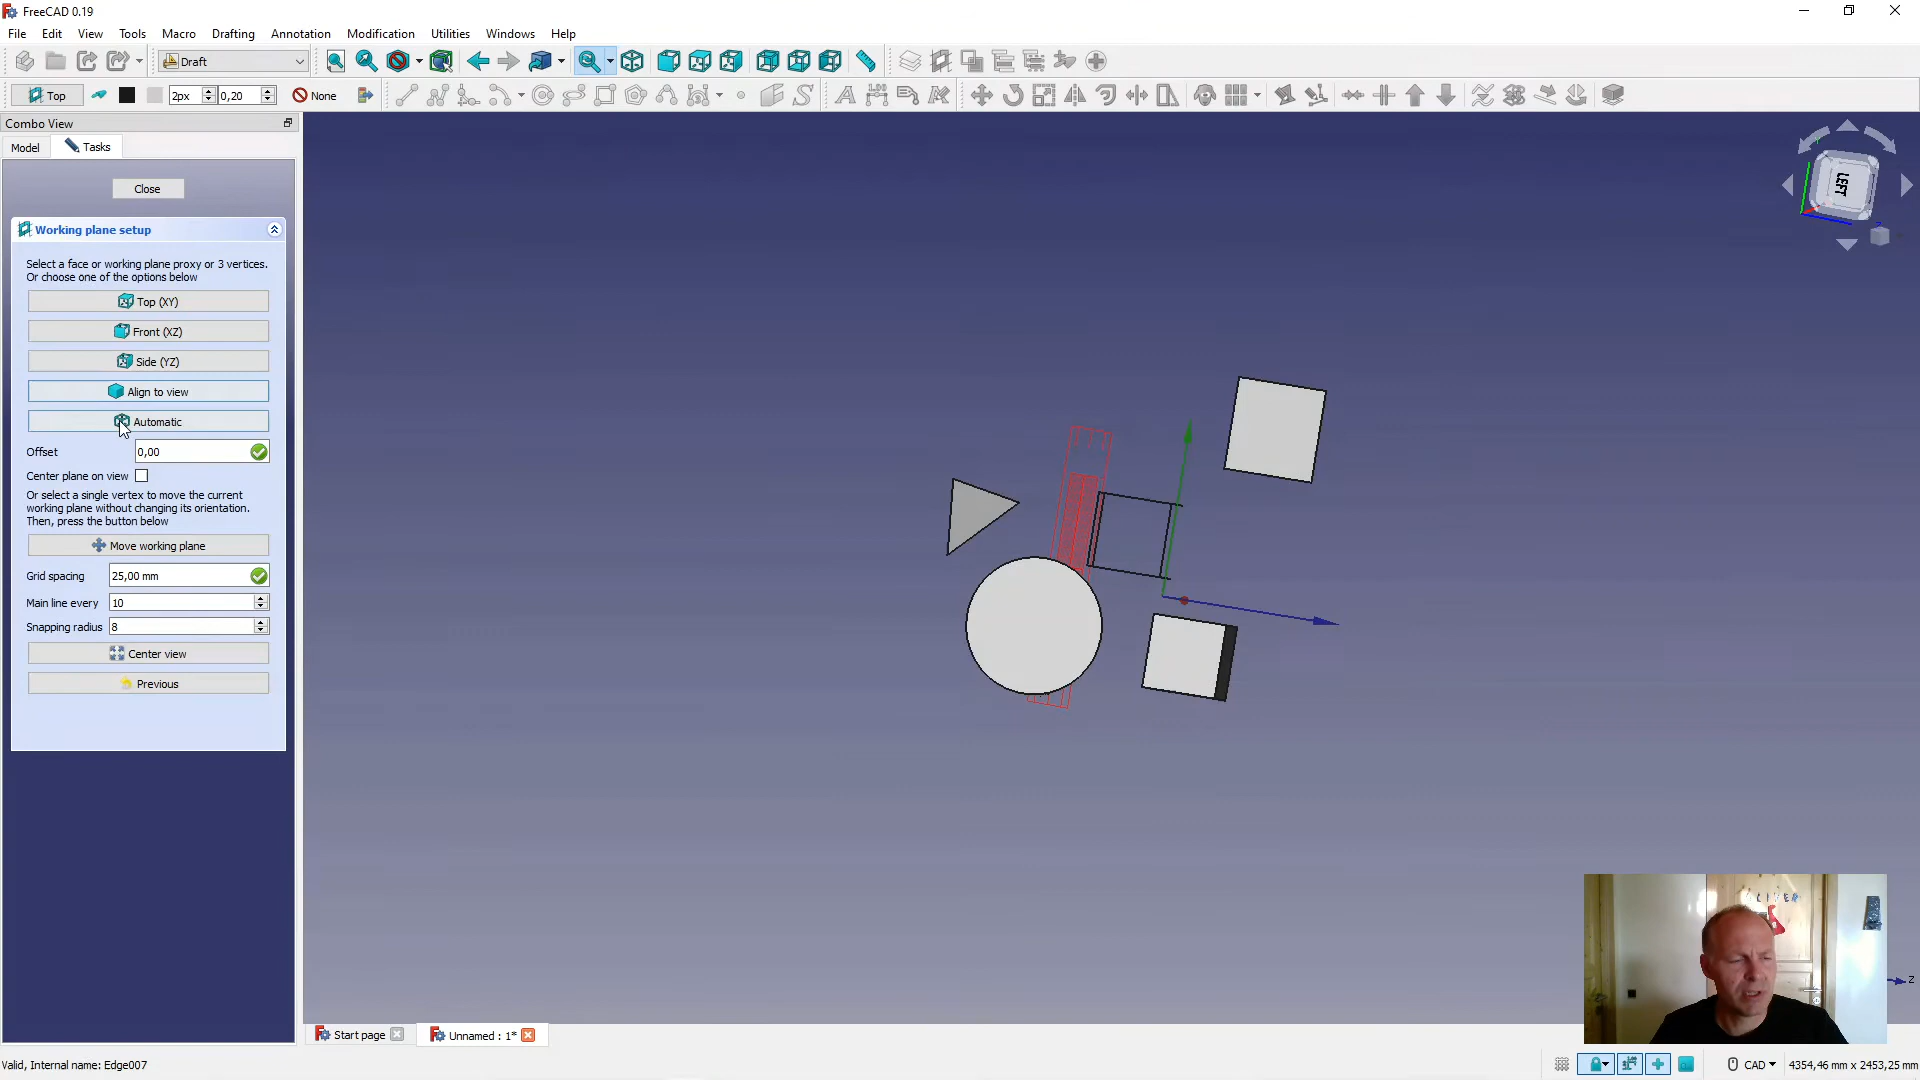 FreeCAD 0.19
File Edit View Tools Macro Drafting Annotation Modification Utilities Windows Help
Draft
Top 2px 0,20 None
Combo View
Model Tasks
Close
Working plane setup
Select a face or working plane proxy or 3 vertices.
Or choose one of the options below
Top (XY)
Front (XZ)
Side (YZ)
Align to view
Automatic
Offset 0,00
Center plane on view
Or select a single vertex to move the current
working plane without changing its orientation.
Then, press the button below
Move working plane
Grid spacing 25,00 mm
Main line every 10
Snapping radius 8
Center view
Previous
LEFT
Z
Start page Unnamed : 1*
Valid, Internal name: Edge007
CAD 4354,46 mm x 2453,25 mm